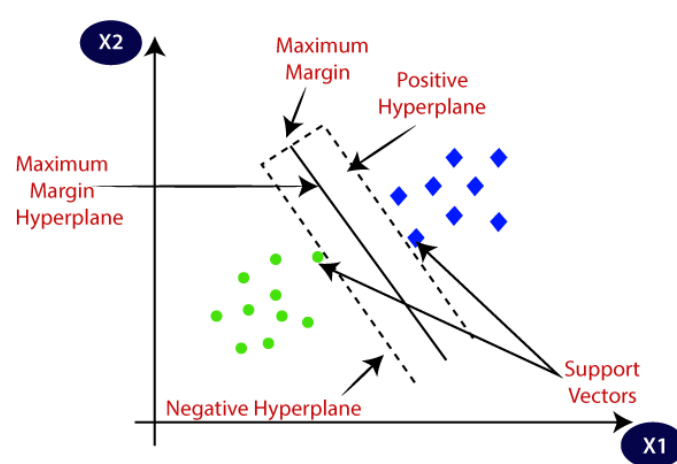 X2
Maximum
Margin
Positive
Hyperplane
Maximum
Margin
Hyperplane
Support
Vectors
Negative Hyperplane
X1